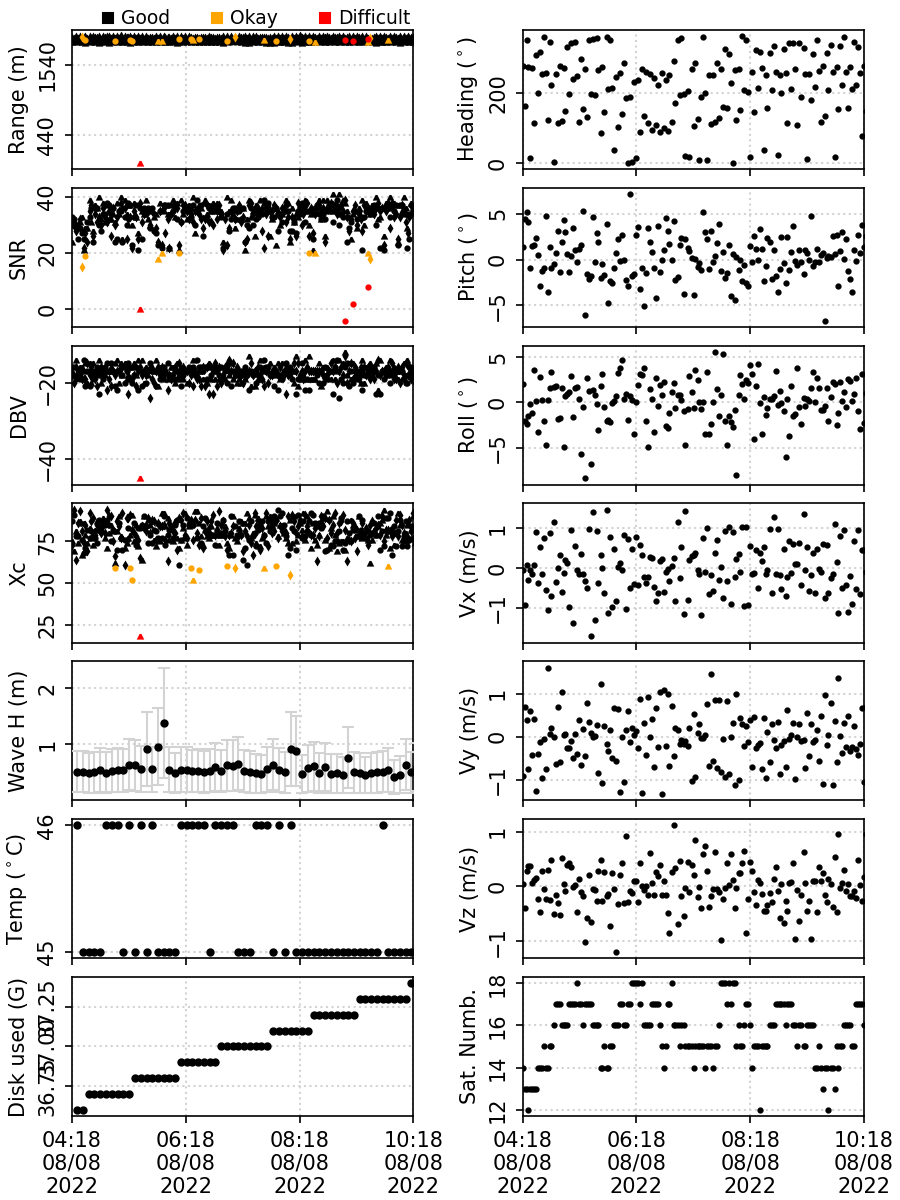 Good Okay Difficult
Range (m)
1540
440
Heading (°)
200
0
SNR
40
20
0
Pitch (°)
5
0
−5
DBV
−20
−40
Roll (°)
5
0
−5
Xc
75
50
25
Vx (m/s)
1
0
−1
Wave H (m)
2
1
Vy (m/s)
1
0
−1
Temp (°C)
46
45
Vz (m/s)
1
0
−1
Disk used (G)
37.25
37.00
36.75
Sat. Numb.
18
16
14
12
04:18 06:18 08:18 10:18
08/08 08/08 08/08 08/08
2022 2022 2022 2022
04:18 06:18 08:18 10:18
08/08 08/08 08/08 08/08
2022 2022 2022 2022